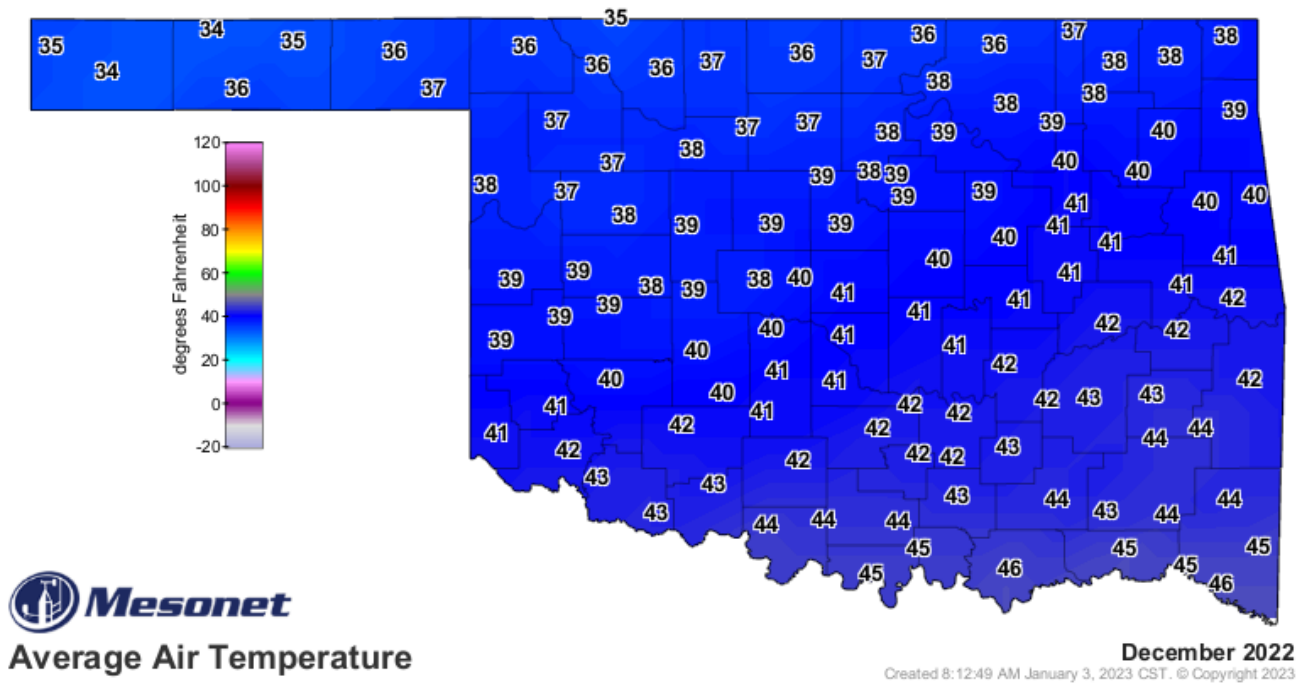 35
34 35
35 36 36 36 37 38
36 37 36
34 36 36 37 37 38 38
36 37
38
38 38
37 37 37 38 39 38 39 40 39
38
37 40
38 37 39 38 39 39 39 40 40 40
38 39 39 39 41 41
40 41
39 39 38 39 38 40 41 40 41 41 41
39 39 41 41 42
39 40 41 41 42 42
40 42
40 40 41 41 42
41 41 42 42 42 43 43 42
41 42 42 42 42 43 44 44
42
43 43 43 44 43 44 44
43 44 44 44
45 45 45
45 46 45 46
120
100
80
60
40
20
0
-20
degrees Fahrenheit
Mesonet
Average Air Temperature
December 2022
Created 8:12:49 AM January 3, 2023 CST. © Copyright 2023